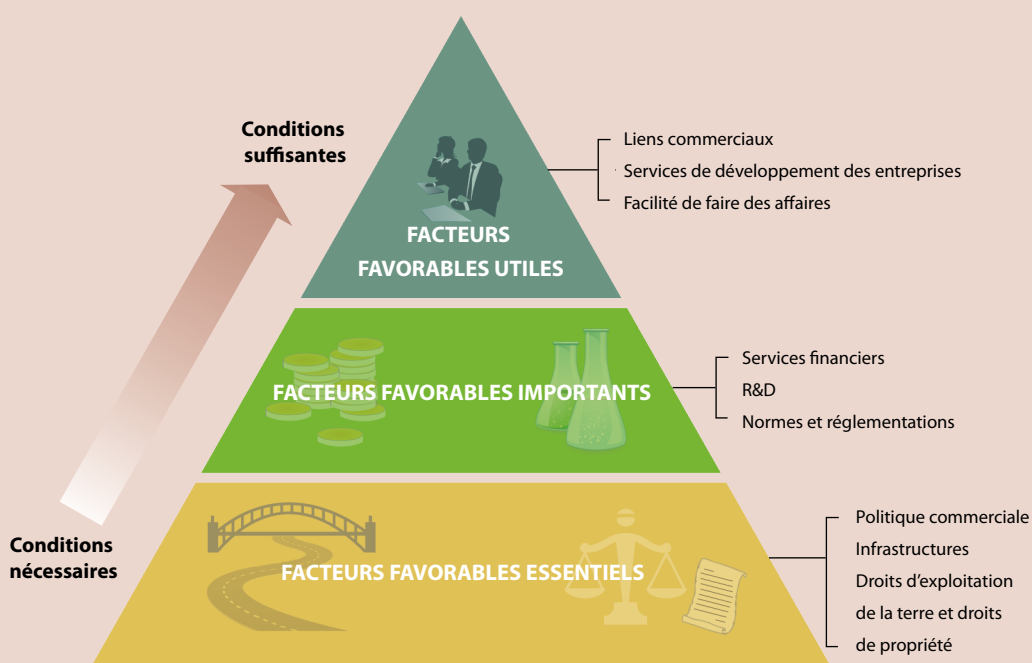 Conditions
suffisantes
Liens commerciaux
Services de développement des entreprises
Facilité de faire des affaires
FACTEURS
FAVORABLES UTILES
Services financiers
R&D
Normes et réglementations
FACTEURS FAVORABLES IMPORTANTS
Conditions
nécessaires
FACTEURS FAVORABLES ESSENTIELS
Politique commerciale
Infrastructures
Droits d'exploitation
de la terre et droits
de propriété